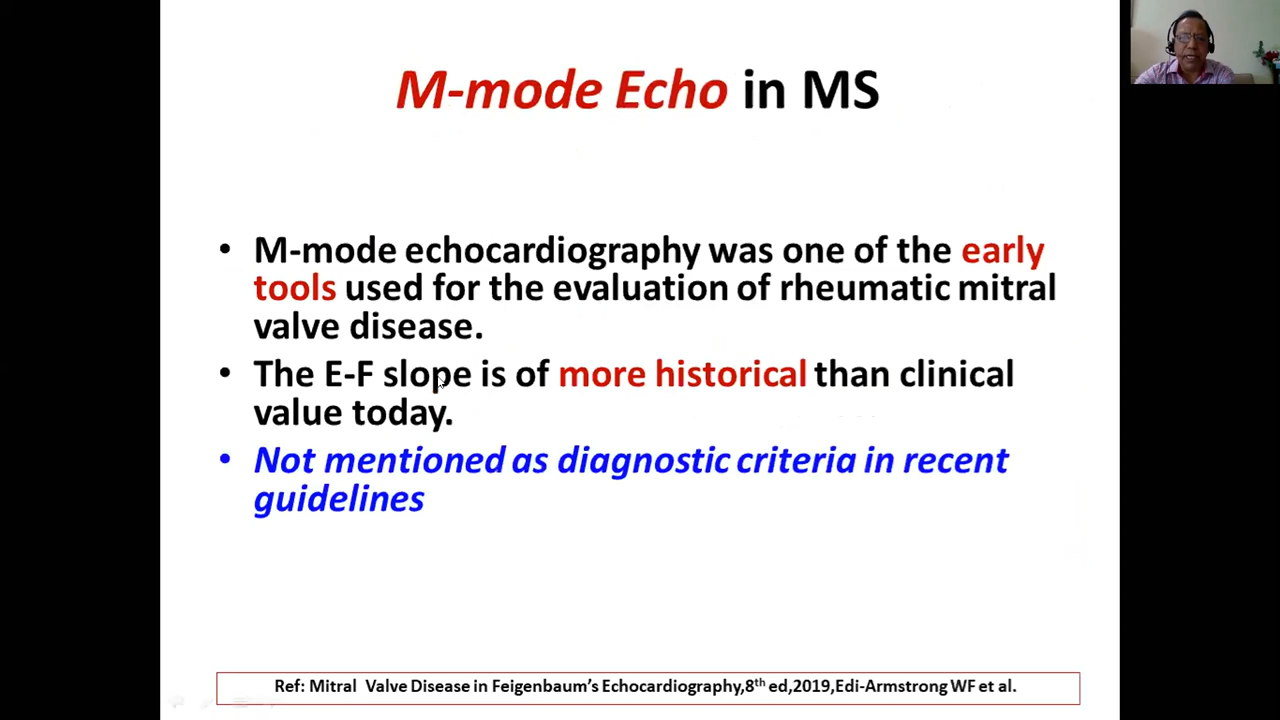 M-mode Echo in MS
• M-mode echocardiography was one of the early
tools used for the evaluation of rheumatic mitral
valve disease.
• The E-F slope is of more historical than clinical
value today.
• Not mentioned as diagnostic criteria in recent
guidelines
Ref: Mitral Valve Disease in Feigenbaum's Echocardiography,8th ed,2019,Edi-Armstrong WF et al.